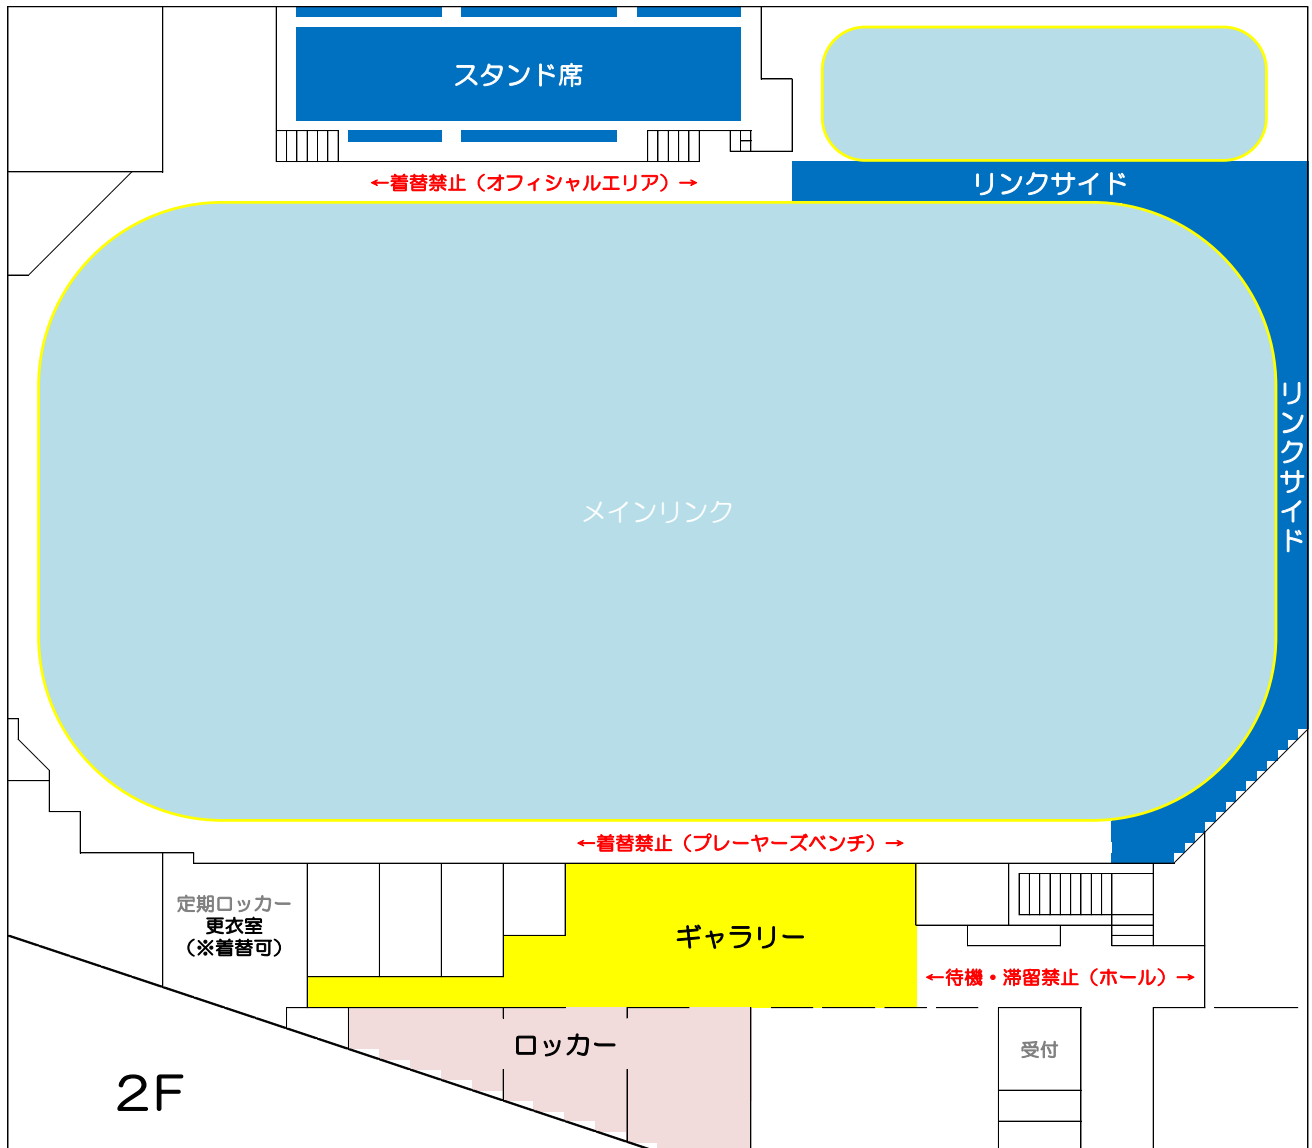 スタンド席
←着替禁止（オフィシャルエリア）→
リンクサイド
リンクサイド
メインリンク
←着替禁止（プレーヤーズベンチ）→
定期ロッカー
更衣室
（※着替可）
ギャラリー
←待機・滞留禁止（ホール）→
ロッカー
受付
2F